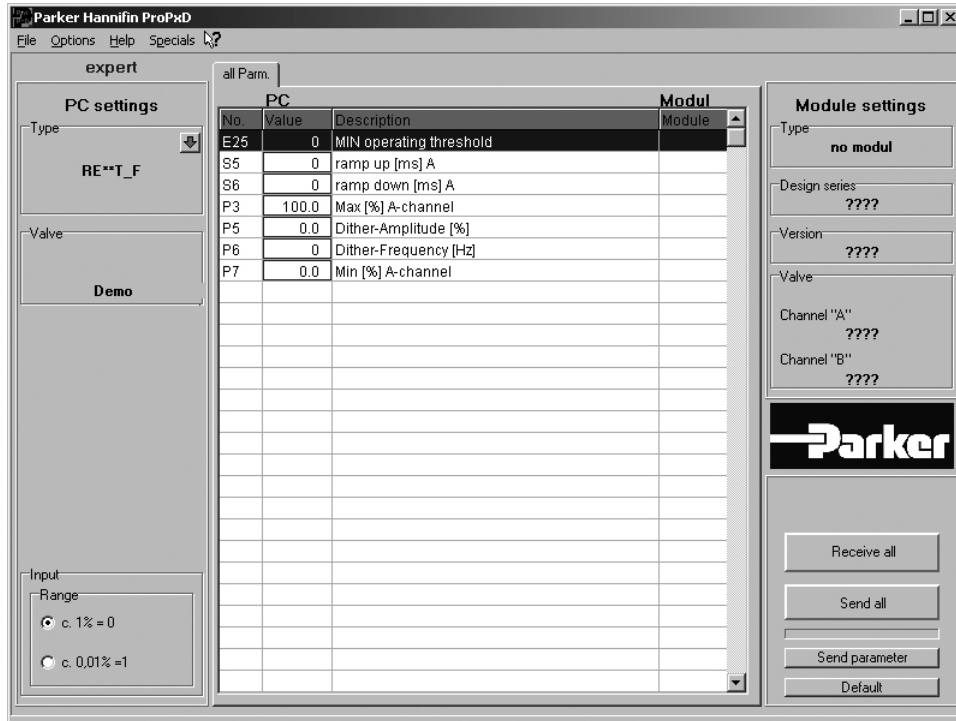 Parker Hannifin ProPxD
File Options Help Specials
expert
PC settings
Type
RE**T_F
Valve
Demo
Input
Range
c. 1% = 0
c. 0,01% =1
all Parm.
PC Modul
No. Value Description Module
E25 0 MIN operating threshold
S5 0 ramp up [ms] A
S6 0 ramp down [ms] A
P3 100.0 Max [%] A-channel
P5 0.0 Dither-Amplitude [%]
P6 0 Dither-Frequency [Hz]
P7 0.0 Min [%] A-channel
Module settings
Type
no modul
Design series
????
Version
????
Valve
Channel "A"
????
Channel "B"
????
Parker
Receive all
Send all
Send parameter
Default